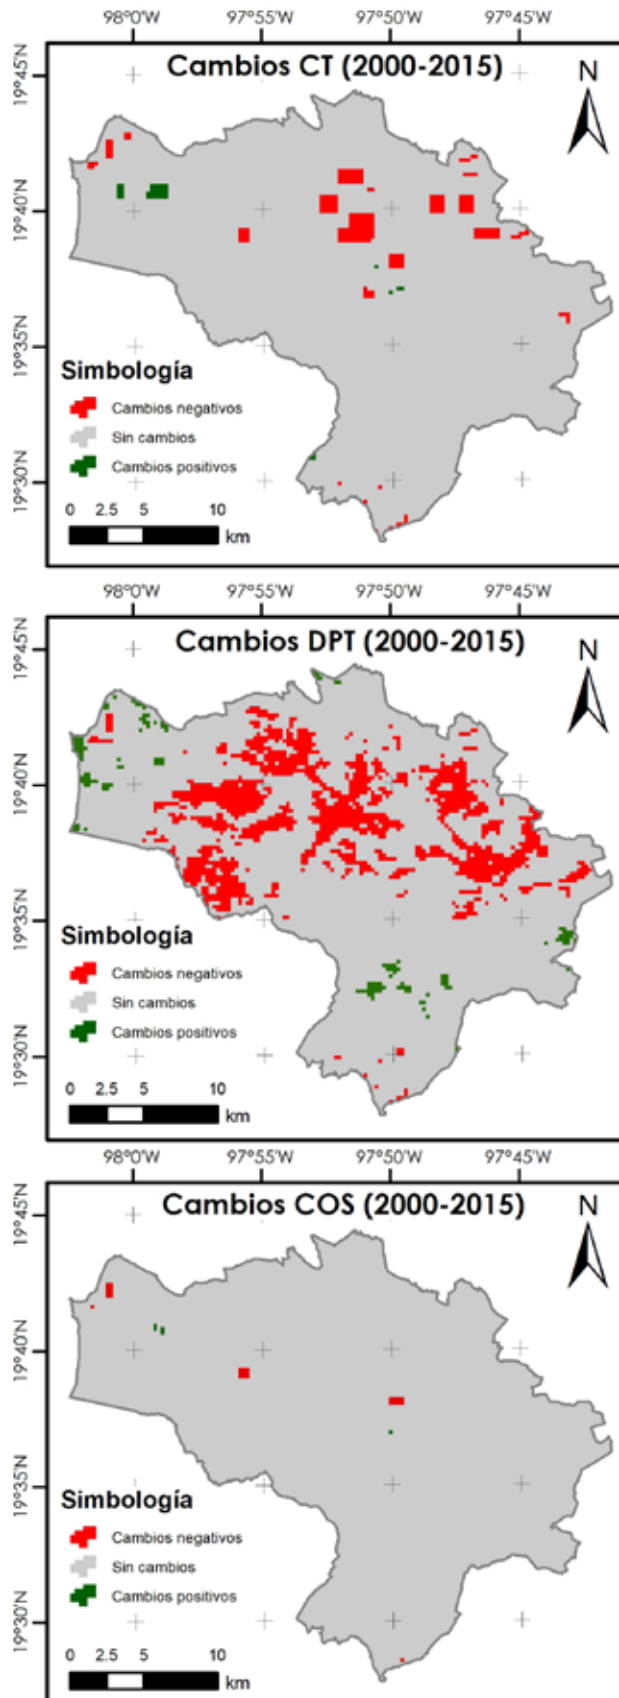 98°0'W 97°55'W 97°50'W 97°45'W
Cambios CT (2000-2015)
N
19°45'N
19°40'N
19°35'N
19°30'N
Simbología
Cambios negativos
Sin cambios
Cambios positivos
0 2.5 5 10
km
98°0'W 97°55'W 97°50'W 97°45'W
Cambios DPT (2000-2015)
N
19°45'N
19°40'N
19°35'N
19°30'N
Simbología
Cambios negativos
Sin cambios
Cambios positivos
0 2.5 5 10
km
98°0'W 97°55'W 97°50'W 97°45'W
Cambios COS (2000-2015)
N
19°45'N
19°40'N
19°35'N
19°30'N
Simbología
Cambios negativos
Sin cambios
Cambios positivos
0 2.5 5 10
km